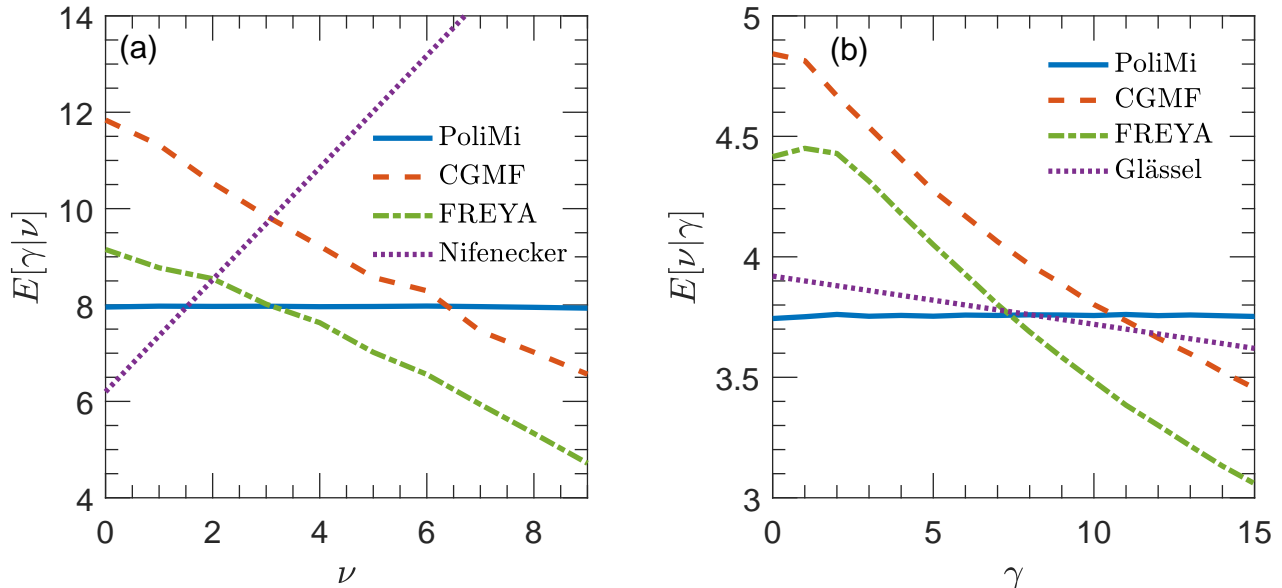 (a)
14
12
10
8
6
4
0
2
4
6
8
E[γ|ν]
ν
PoliMi
CGMF
FREYA
Nifenecker
(b)
5
4.5
4
3.5
3
0
5
10
15
E[ν|γ]
γ
PoliMi
CGMF
FREYA
Glässel